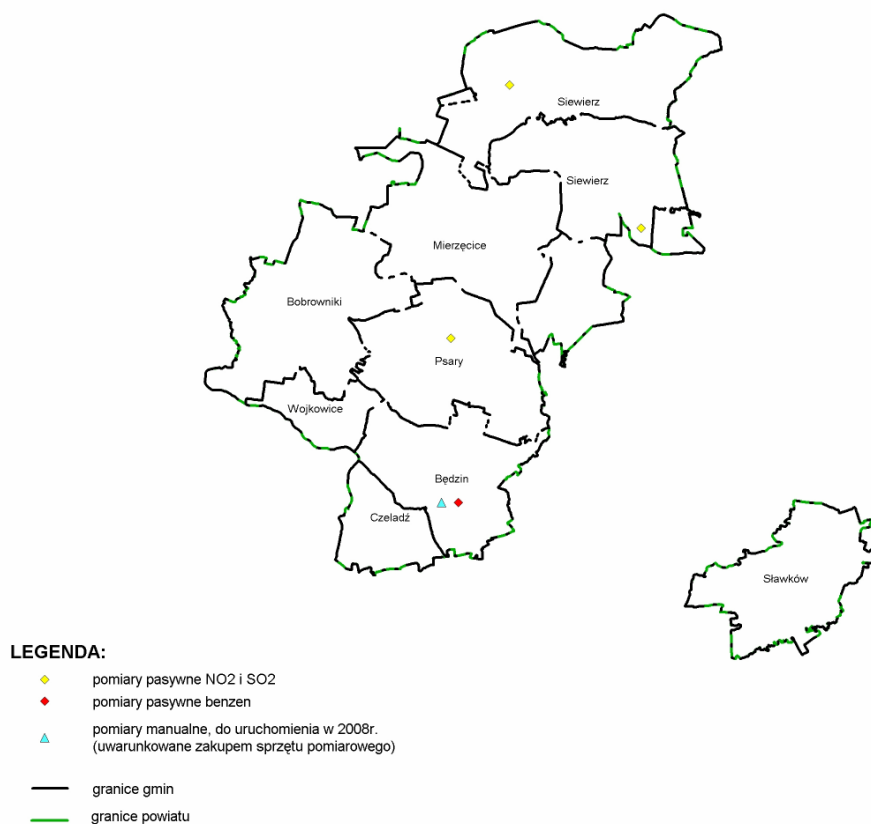 Siewierz
Siewierz
Mierzęcice
Bobrowniki
Psary
Wojkowice
Będzin
Czeladź
Sławków
LEGENDA:
pomiary pasywne NO2 i SO2
pomiary pasywne benzen
pomiary manualne, do uruchomienia w 2008r.
(uwarunkowane zakupem sprzętu pomiarowego)
granice gmin
granice powiatu